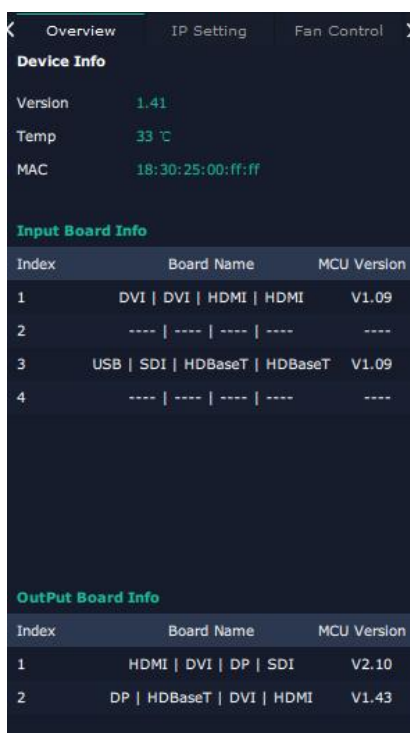 Overview IP Setting Fan Control
Device Info
Version 1.41
Temp 33 ℃
MAC 18:30:25:00:ff:ff
Input Board Info
Index Board Name MCU Version
1 DVI | DVI | HDMI | HDMI V1.09
2 ---- | ---- | ---- | ---- ----
3 USB | SDI | HDBaseT | HDBaseT V1.09
4 ---- | ---- | ---- | ---- ----
OutPut Board Info
Index Board Name MCU Version
1 HDMI | DVI | DP | SDI V2.10
2 DP | HDBaseT | DVI | HDMI V1.43